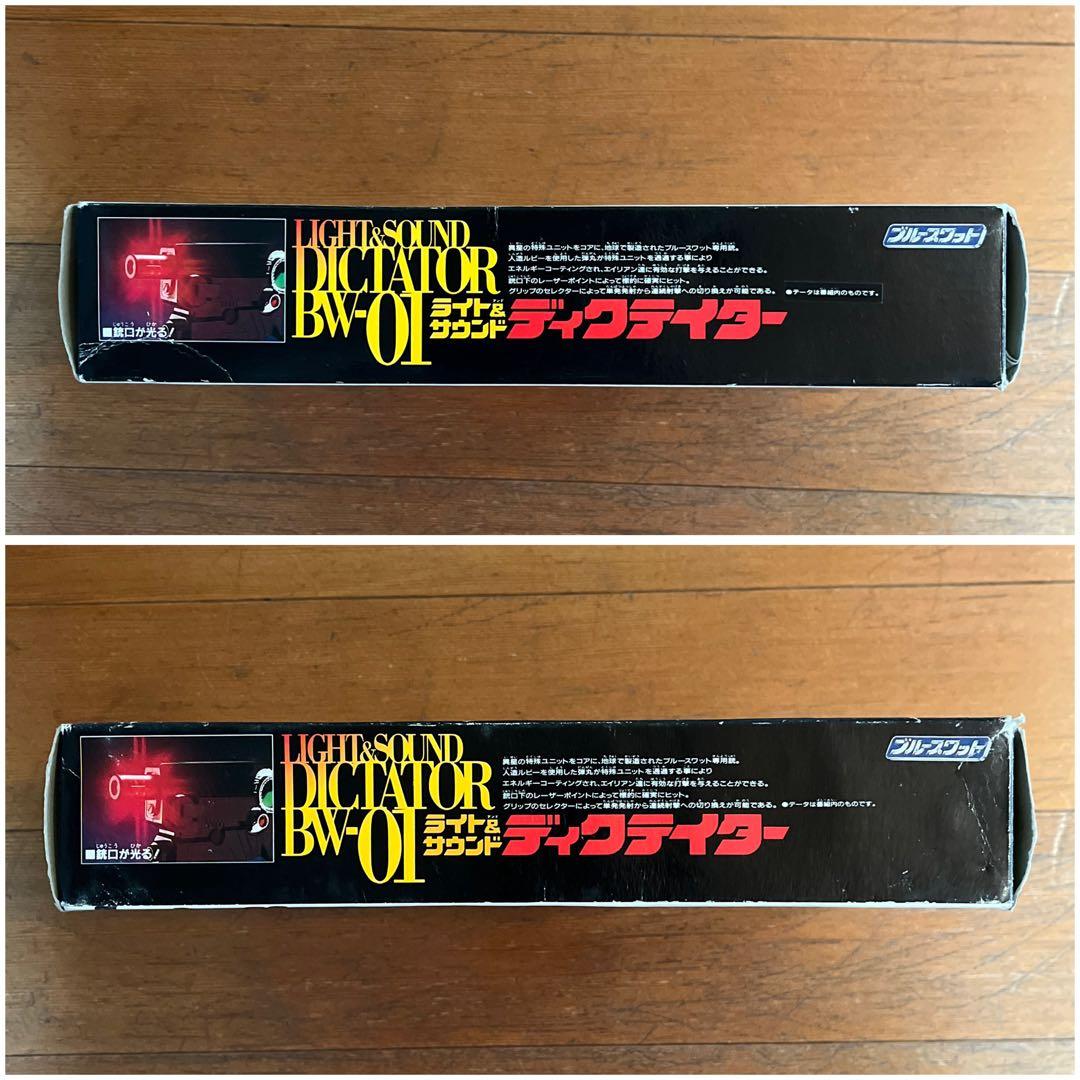 ■銃口が光る!
じゅうこう ひか
LIGHT&SOUND
DICTATOR
BW-01
ライト&サウンド
アンド
ディクテイター
異星の特殊ユニットをコアに、地球で製造されたブルースワット専用銃。
人造ルビーを使用した弾丸が特殊ユニットを通過する事により
エネルギーコーティングされ、エイリアン達に有効な打撃を与えることができる。
銃口下のレーザーポイントによって標的に確実にヒット。
グリップのセレクターによって単発発射から連続射撃への切り換えが可能である。 ●データは番組内のものです。
ブルースワット
■銃口が光る!
じゅうこう ひか
LIGHT&SOUND
DICTATOR
BW-01
ライト&サウンド
アンド
ディクテイター
異星の特殊ユニットをコアに、地球で製造されたブルースワット専用銃。
人造ルビーを使用した弾丸が特殊ユニットを通過する事により
エネルギーコーティングされ、エイリアン達に有効な打撃を与えることができる。
銃口下のレーザーポイントによって標的に確実にヒット。
グリップのセレクターによって単発発射から連続射撃への切り換えが可能である。 ●データは番組内のものです。
ブルースワット